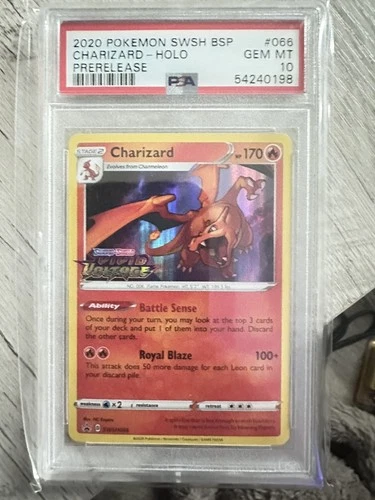 2020 POKEMON SWSH BSP #066
CHARIZARD-HOLO GEM MT
PRERELEASE 10
PSA 54240198
STAGE 2 Charizard HP 170
Evolves from Charmeleon
VIVID
VOLTAGE
Ability Battle Sense
Once during your turn, you may look at the top 3 cards
of your deck and put 1 of them into your hand. Discard
the other cards.
Royal Blaze 100+
This attack does 50 more damage for each Leon card in
your discard pile.
weakness ×2 resistance retreat
SWSH066